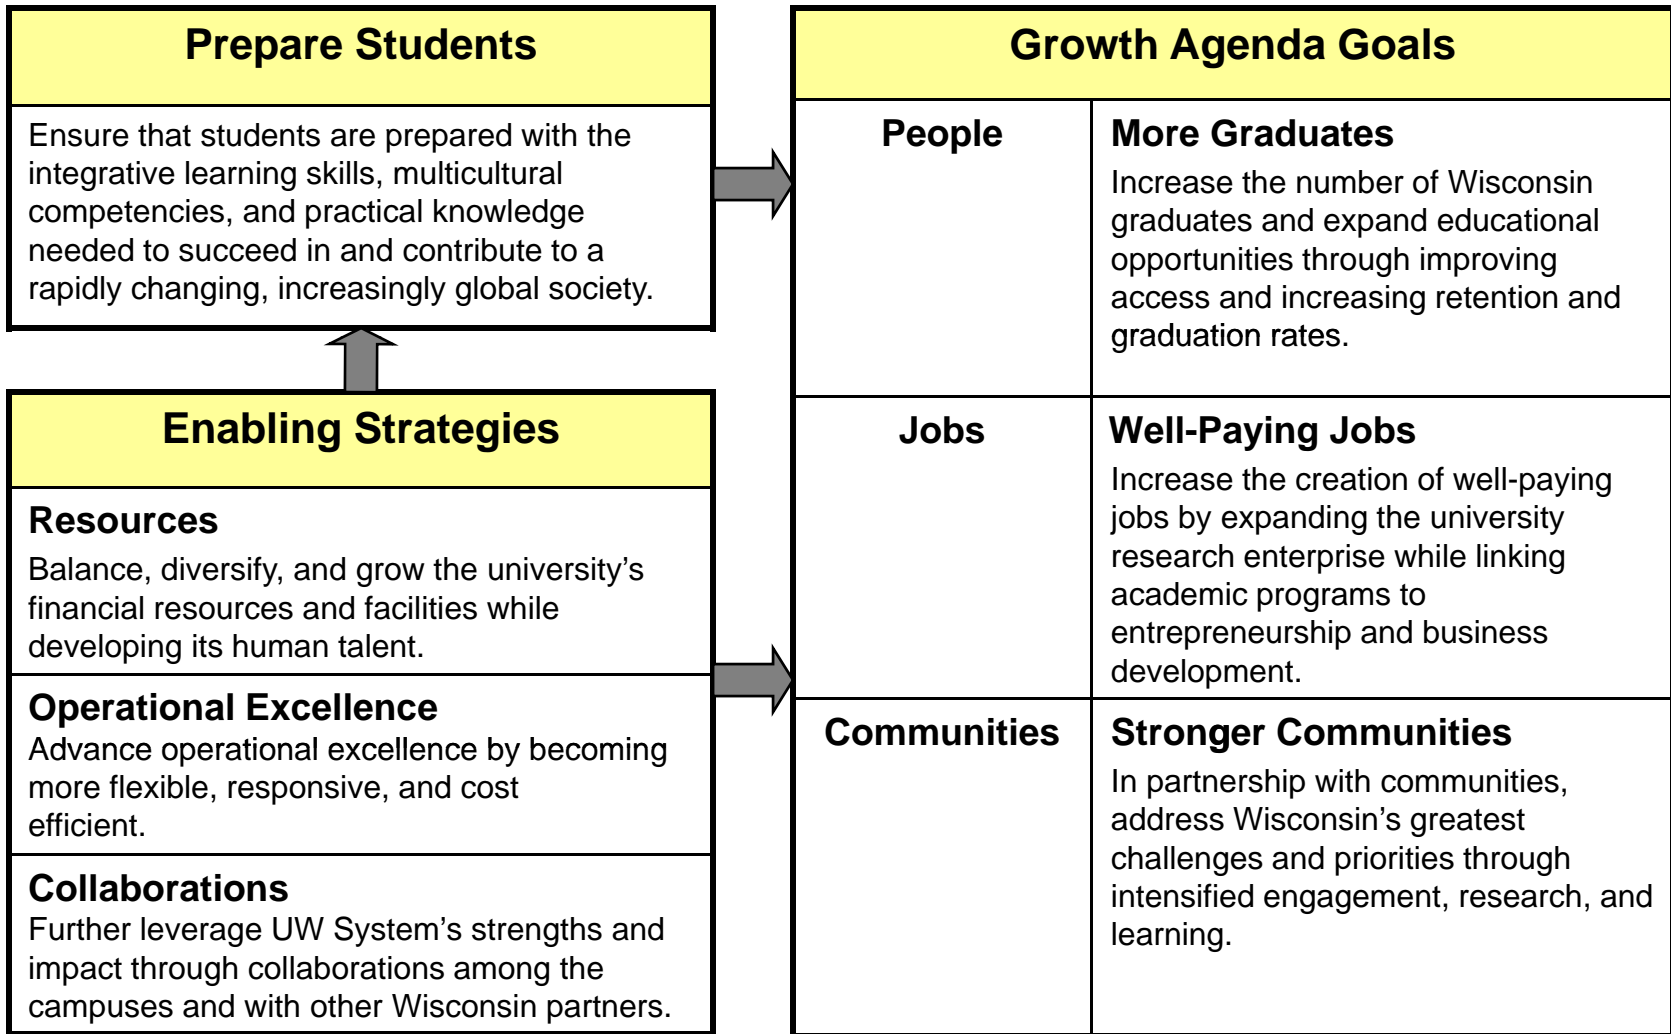 Prepare Students
Ensure that students are prepared with the
integrative learning skills, multicultural
competencies, and practical knowledge
needed to succeed in and contribute to a
rapidly changing, increasingly global society.
Enabling Strategies
Resources
Balance, diversify, and grow the university’s
financial resources and facilities while
developing its human talent.
Operational Excellence
Advance operational excellence by becoming
more flexible, responsive, and cost
efficient.
Collaborations
Further leverage UW System’s strengths and
impact through collaborations among the
campuses and with other Wisconsin partners.
Growth Agenda Goals
People
More Graduates
Increase the number of Wisconsin
graduates and expand educational
opportunities through improving
access and increasing retention and
graduation rates.
Jobs
Well-Paying Jobs
Increase the creation of well-paying
jobs by expanding the university
research enterprise while linking
academic programs to
entrepreneurship and business
development.
Communities
Stronger Communities
In partnership with communities,
address Wisconsin’s greatest
challenges and priorities through
intensified engagement, research, and
learning.